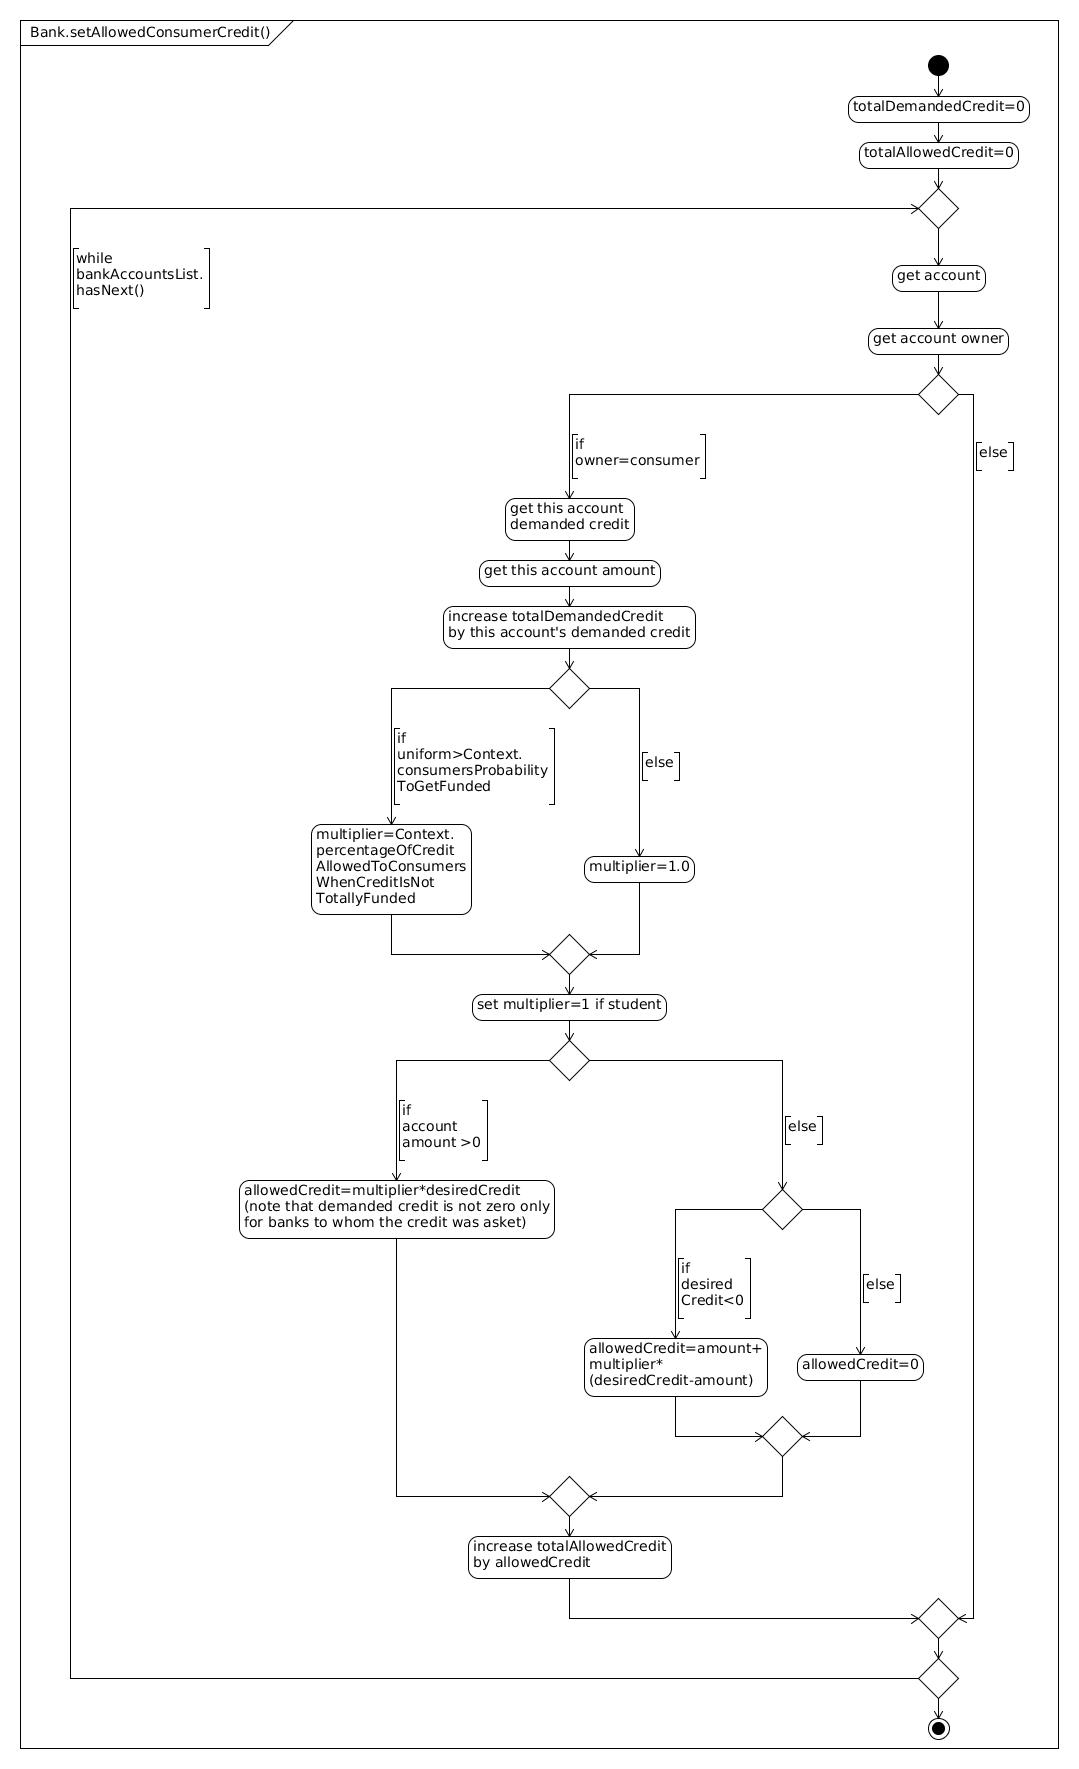 Bank.setAllowedConsumerCredit()
totalDemandedCredit=0
totalAllowedCredit=0
while
bankAccountsList.
hasNext()
get account
get account owner
if
owner=consumer
else
get this account
demanded credit
get this account amount
increase totalDemandedCredit
by this account's demanded credit
if
uniform>Context.
consumersProbability
ToGetFunded
else
multiplier=Context.
percentageOfCredit
AllowedToConsumers
WhenCreditIsNot
TotallyFunded
multiplier=1.0
set multiplier=1 if student
if
account
amount >0
else
allowedCredit=multiplier*desiredCredit
(note that demanded credit is not zero only
for banks to whom the credit was asket)
if
desired
Credit<0
else
allowedCredit=amount+
multiplier*
(desiredCredit-amount)
allowedCredit=0
increase totalAllowedCredit
by allowedCredit